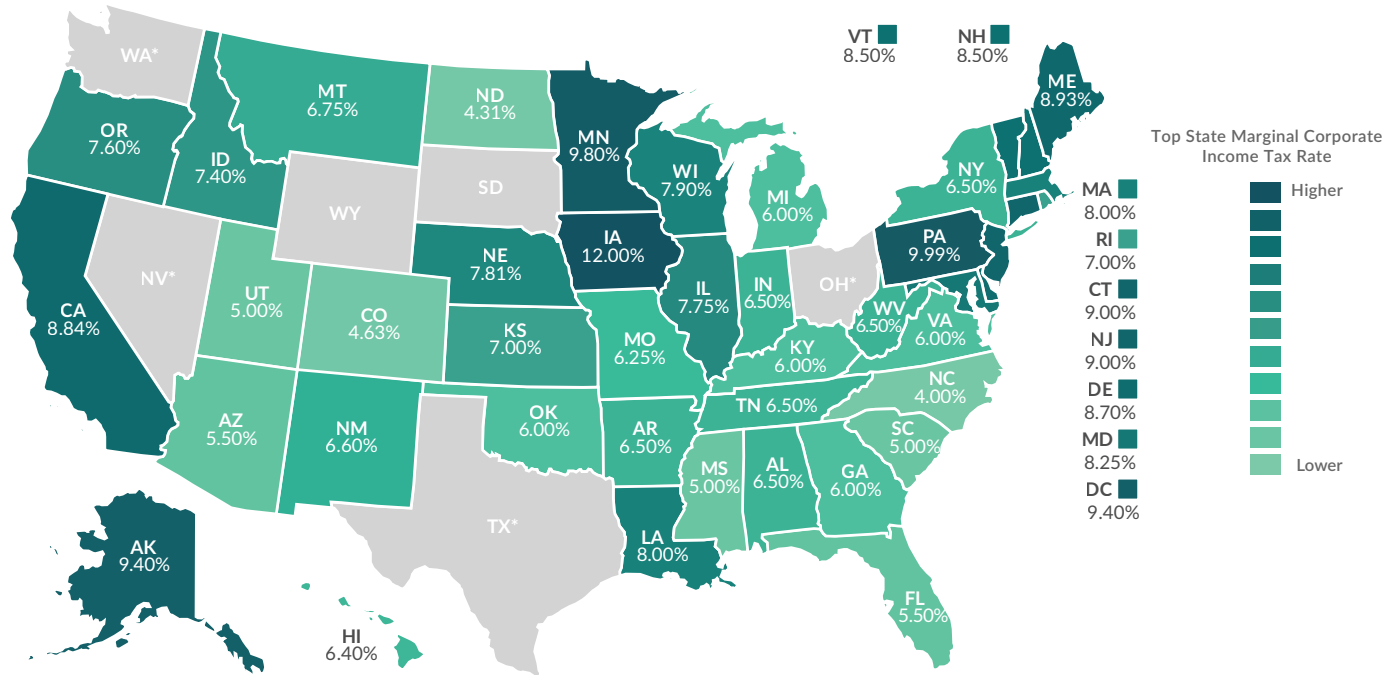 WA*
OR
7.60%
ID
7.40%
MT
6.75%
ND
4.31%
MN
9.80%
SD
WY
WI
7.90%
MI
6.00%
VT
8.50%
NH
8.50%
ME
8.93%
NY
6.50%
CA
8.84%
NV*
UT
5.00%
CO
4.63%
NE
7.81%
IA
12.00%
IL
7.75%
IN
6.50%
OH*
PA
9.99%
WV
6.50%
VA
6.00%
KS
7.00%
MO
6.25%
KY
6.00%
NC
4.00%
TN 6.50%
SC
5.00%
AZ
5.50%
NM
6.60%
OK
6.00%
AR
6.50%
MS
5.00%
AL
6.50%
GA
6.00%
TX*
LA
8.00%
FL
5.50%
AK
9.40%
HI
6.40%
MA
8.00%
RI
7.00%
CT
9.00%
NJ
9.00%
DE
8.70%
MD
8.25%
DC
9.40%
Top State Marginal Corporate
Income Tax Rate
Higher
Lower